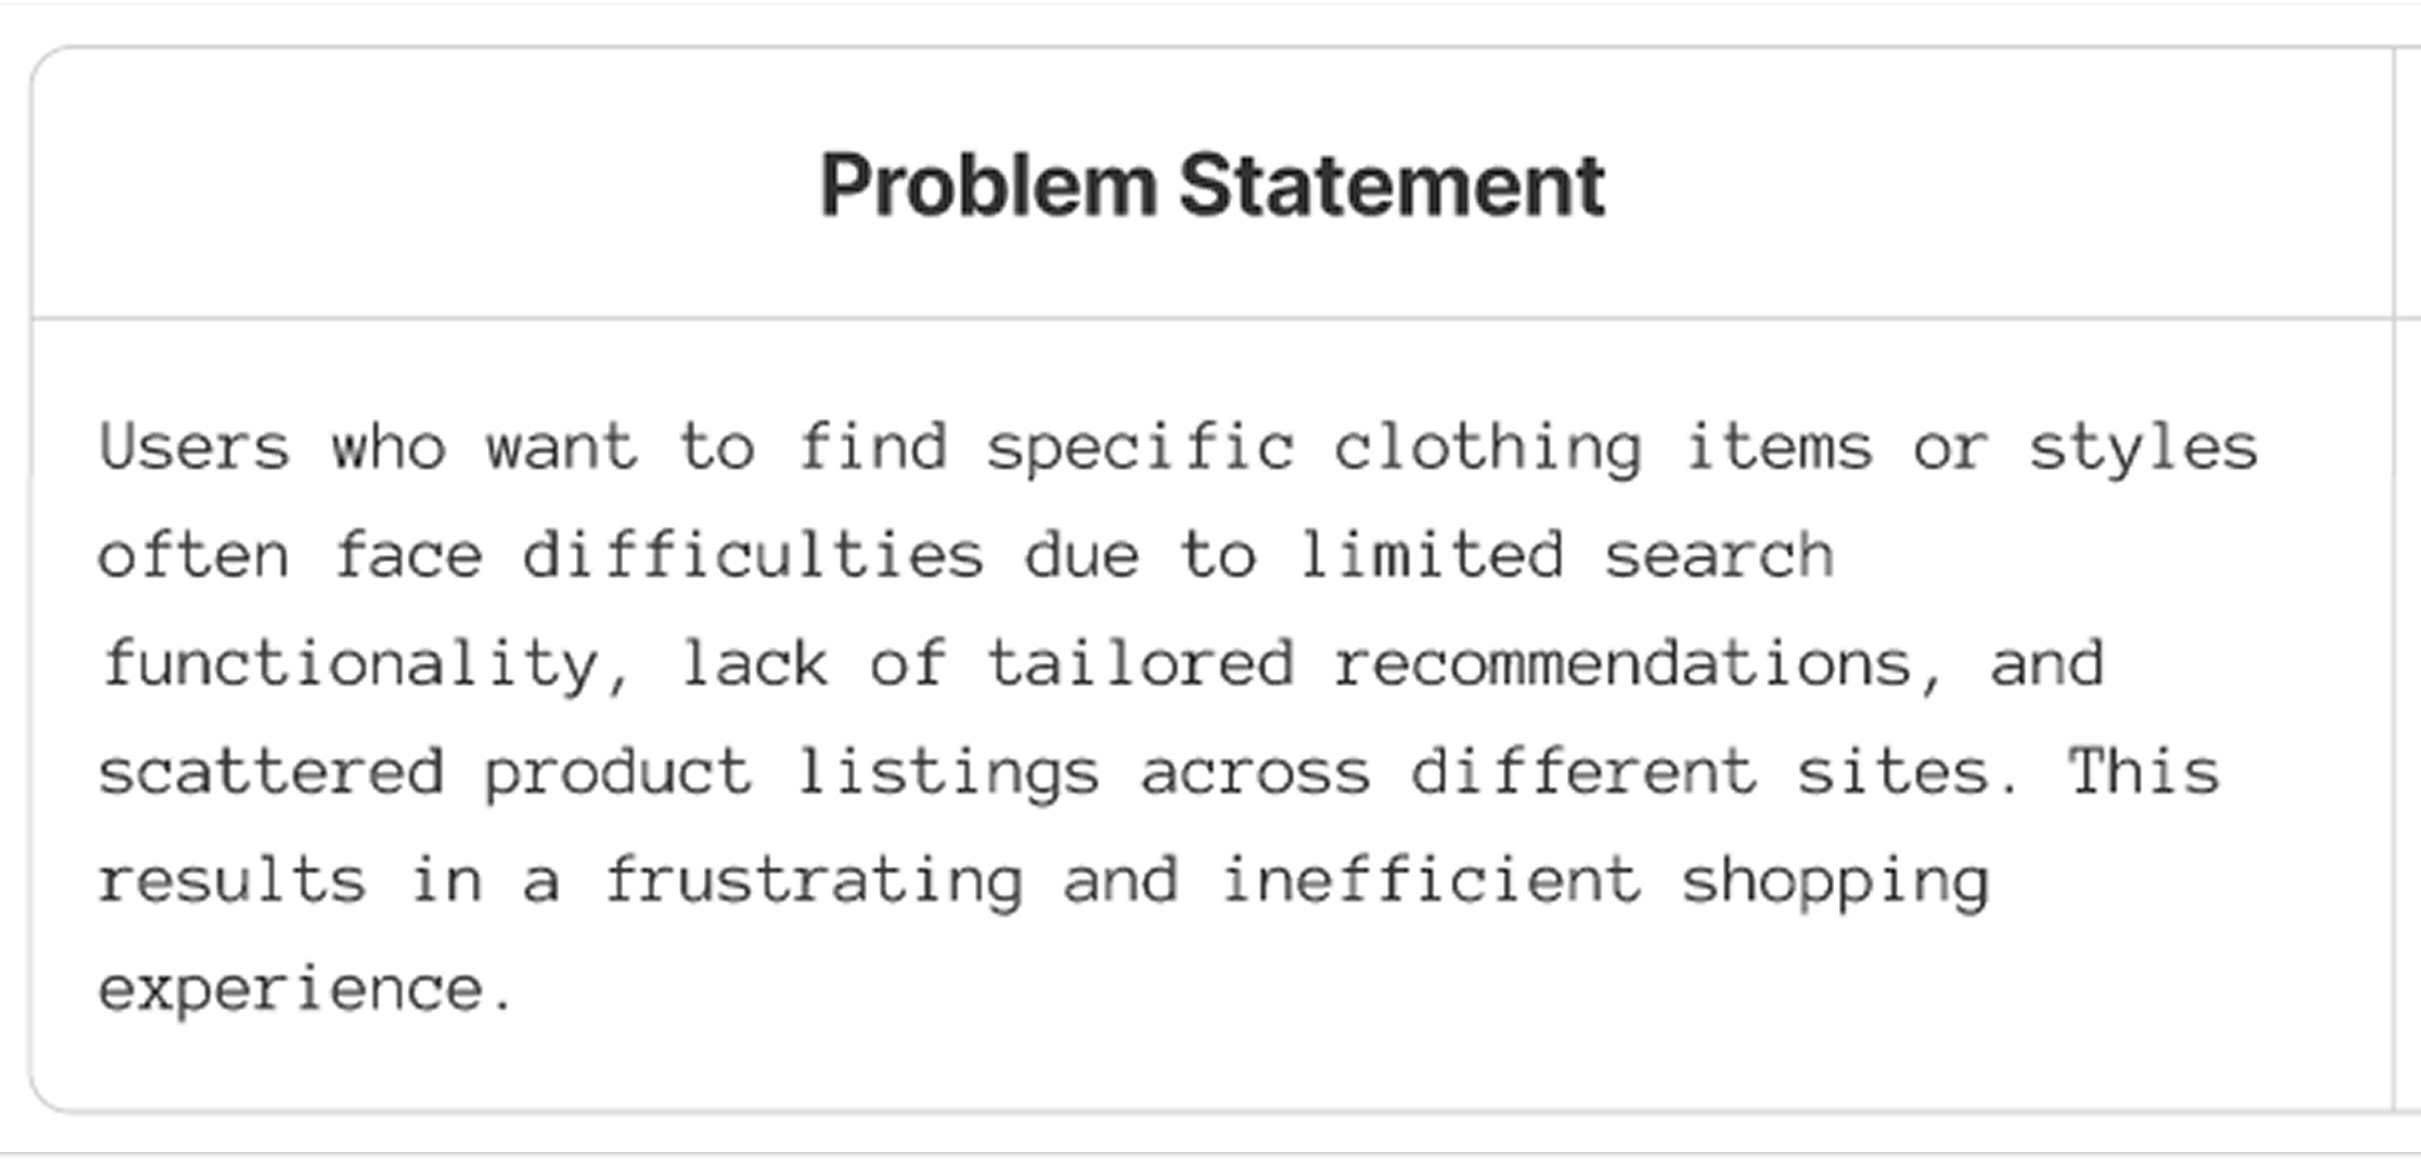 Problem Statement
Users who want to find specific clothing items or styles
often face difficulties due to limited search
functionality, lack of tailored recommendations, and
scattered product listings across different sites. This
results in a frustrating and inefficient shopping
experience.